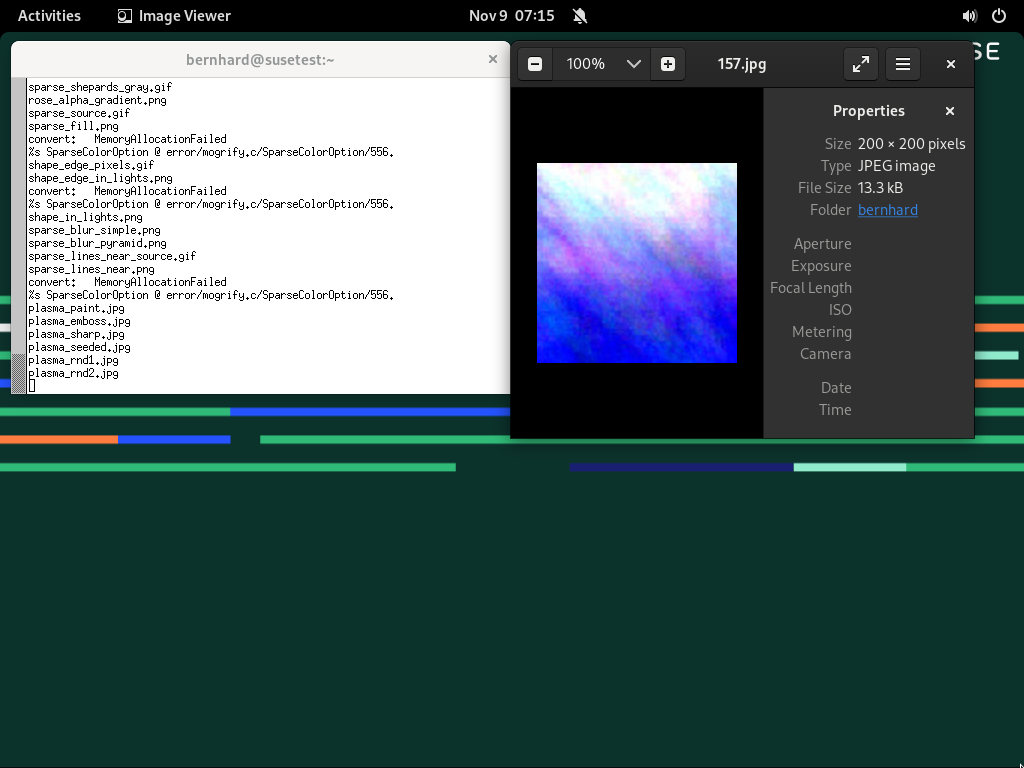 Activities
Image Viewer
Nov 9 07:15
bernhard@susetest:~
sparse_shepards_gray.gif
rose_alpha_gradient.png
sparse_source.gif
sparse_fill.png
convert:   MemoryAllocationFailed
%s SparseColorOption @ error/mogrify.c/SparseColorOption/556.
shape_edge_pixels.gif
shape_edge_in_lights.png
convert:   MemoryAllocationFailed
%s SparseColorOption @ error/mogrify.c/SparseColorOption/556.
shape_in_lights.png
sparse_blur_simple.png
sparse_blur_pyramid.png
sparse_lines_near_source.gif
sparse_lines_near.png
convert:   MemoryAllocationFailed
%s SparseColorOption @ error/mogrify.c/SparseColorOption/556.
plasma_paint.jpg
plasma_emboss.jpg
plasma_sharp.jpg
plasma_seeded.jpg
plasma_rnd1.jpg
plasma_rnd2.jpg
100%
157.jpg
Properties
Size 200 × 200 pixels
Type JPEG image
File Size 13.3 kB
Folder bernhard
Aperture
Exposure
Focal Length
ISO
Metering
Camera
Date
Time
SE